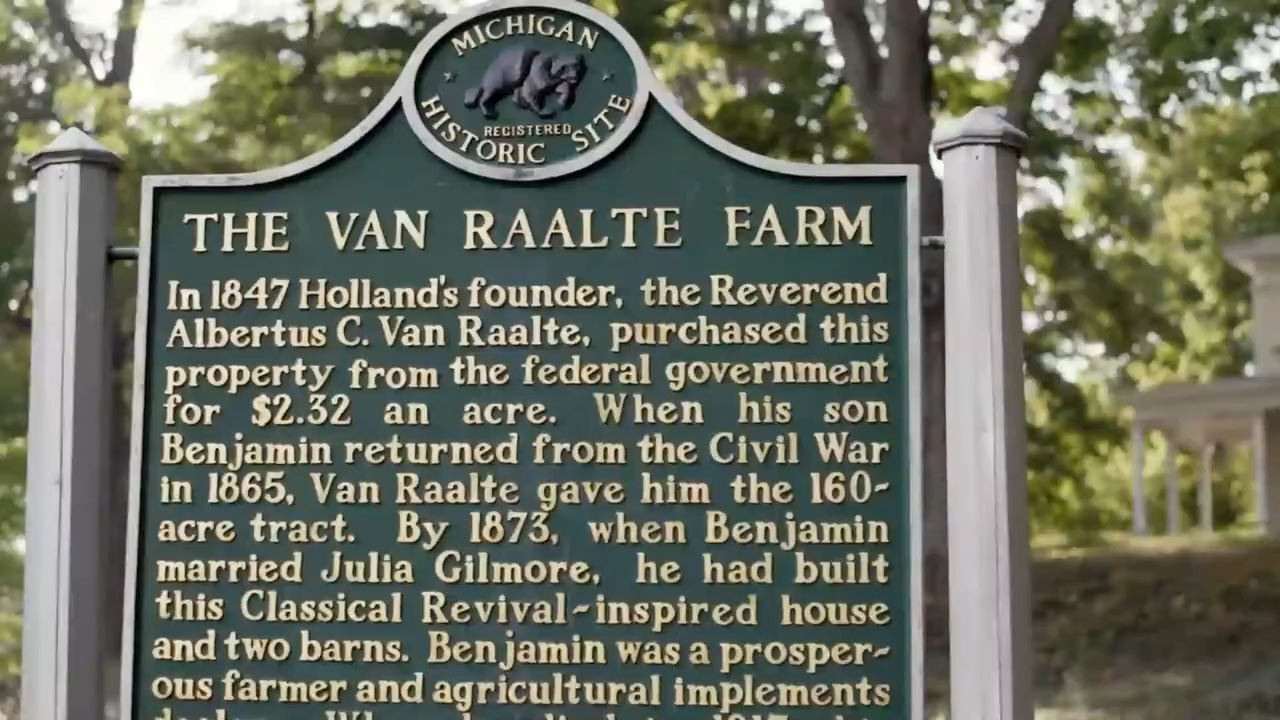 MICHIGAN
REGISTERED
HISTORIC SITE
THE VAN RAALTE FARM
In 1847 Holland's founder, the Reverend
Albertus C. Van Raalte, purchased this
property from the federal government
for $2.32 an acre. When his son
Benjamin returned from the Civil War
in 1865, Van Raalte gave him the 160-
acre tract. By 1873, when Benjamin
married Julia Gilmore, he had built
this Classical Revival-inspired house
and two barns. Benjamin was a prosper-
ous farmer and agricultural implements